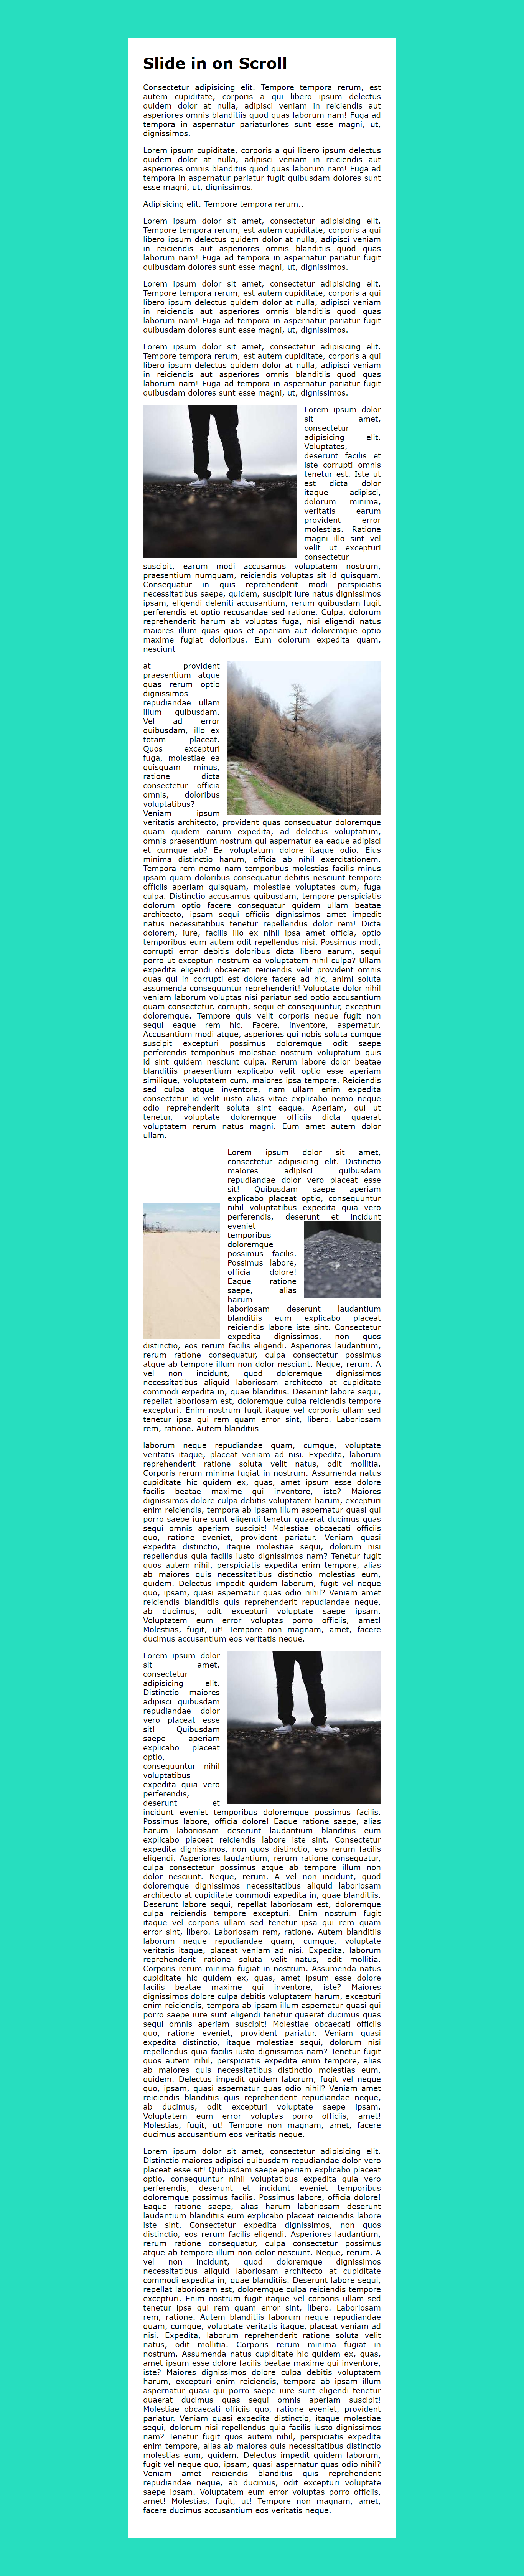 Slide in on Scroll
Consectetur adipisicing elit. Tempore tempora rerum, est
autem cupiditate, corporis a qui libero ipsum delectus
quidem dolor at nulla, adipisci veniam in reiciendis aut
asperiores omnis blanditiis quod quas laborum nam! Fuga ad
tempora in aspernatur pariaturlores sunt esse magni, ut,
dignissimos.
Lorem ipsum cupiditate, corporis a qui libero ipsum delectus
quidem dolor at nulla, adipisci veniam in reiciendis aut
asperiores omnis blanditiis quod quas laborum nam! Fuga ad
tempora in aspernatur pariatur fugit quibusdam dolores sunt
esse magni, ut, dignissimos.
Adipisicing elit. Tempore tempora rerum..
Lorem ipsum dolor sit amet, consectetur adipisicing elit.
Tempore tempora rerum, est autem cupiditate, corporis a qui
libero ipsum delectus quidem dolor at nulla, adipisci veniam
in reiciendis aut asperiores omnis blanditiis quod quas
laborum nam! Fuga ad tempora in aspernatur pariatur fugit
quibusdam dolores sunt esse magni, ut, dignissimos.
Lorem ipsum dolor sit amet, consectetur adipisicing elit.
Tempore tempora rerum, est autem cupiditate, corporis a qui
libero ipsum delectus quidem dolor at nulla, adipisci veniam
in reiciendis aut asperiores omnis blanditiis quod quas
laborum nam! Fuga ad tempora in aspernatur pariatur fugit
quibusdam dolores sunt esse magni, ut, dignissimos.
Lorem ipsum dolor sit amet, consectetur adipisicing elit.
Tempore tempora rerum, est autem cupiditate, corporis a qui
libero ipsum delectus quidem dolor at nulla, adipisci veniam
in reiciendis aut asperiores omnis blanditiis quod quas
laborum nam! Fuga ad tempora in aspernatur pariatur fugit
quibusdam dolores sunt esse magni, ut, dignissimos.
Lorem ipsum dolor
sit amet,
consectetur
adipisicing elit.
Voluptates,
deserunt facilis et
iste corrupti omnis
tenetur est. Iste ut
est dicta dolor
itaque adipisci,
dolorum minima,
veritatis earum
provident error
molestias. Ratione
magni illo sint vel
velit ut excepturi
consectetur
suscipit, earum modi accusamus voluptatem nostrum,
praesentium numquam, reiciendis voluptas sit id quisquam.
Consequatur in quis reprehenderit modi perspiciatis
necessitatibus saepe, quidem, suscipit iure natus dignissimos
ipsam, eligendi deleniti accusantium, rerum quibusdam fugit
perferendis et optio recusandae sed ratione. Culpa, dolorum
reprehenderit harum ab voluptas fuga, nisi eligendi natus
maiores illum quas quos et aperiam aut doloremque optio
maxime fugiat doloribus. Eum dolorum expedita quam,
nesciunt
at provident
praesentium atque
quas rerum optio
dignissimos
repudiandae ullam
illum quibusdam.
Vel ad error
quibusdam, illo ex
totam placeat.
Quos excepturi
fuga, molestiae ea
quisquam minus,
ratione dicta
consectetur officia
omnis, doloribus
voluptatibus?
Veniam ipsum
veritatis architecto, provident quas consequatur doloremque
quam quidem earum expedita, ad delectus voluptatum,
omnis praesentium nostrum qui aspernatur ea eaque adipisci
et cumque ab? Ea voluptatum dolore itaque odio. Eius
minima distinctio harum, officia ab nihil exercitationem.
Tempora rem nemo nam temporibus molestias facilis minus
ipsam quam doloribus consequatur debitis nesciunt tempore
officiis aperiam quisquam, molestiae voluptates cum, fuga
culpa. Distinctio accusamus quibusdam, tempore perspiciatis
dolorum optio facere consequatur quidem ullam beatae
architecto, ipsam sequi officiis dignissimos amet impedit
natus necessitatibus tenetur repellendus dolor rem! Dicta
dolorem, iure, facilis illo ex nihil ipsa amet officia, optio
temporibus eum autem odit repellendus nisi. Possimus modi,
corrupti error debitis doloribus dicta libero earum, sequi
porro ut excepturi nostrum ea voluptatem nihil culpa? Ullam
expedita eligendi obcaecati reiciendis velit provident omnis
quas qui in corrupti est dolore facere ad hic, animi soluta
assumenda consequuntur reprehenderit! Voluptate dolor nihil
veniam laborum voluptas nisi pariatur sed optio accusantium
quam consectetur, corrupti, sequi et consequuntur, excepturi
doloremque. Tempore quis velit corporis neque fugit non
sequi eaque rem hic. Facere, inventore, aspernatur.
Accusantium modi atque, asperiores qui nobis soluta cumque
suscipit excepturi possimus doloremque odit saepe
perferendis temporibus molestiae nostrum voluptatum quis
id sint quidem nesciunt culpa. Rerum labore dolor beatae
blanditiis praesentium explicabo velit optio esse aperiam
similique, voluptatem cum, maiores ipsa tempore. Reiciendis
sed culpa atque inventore, nam ullam enim expedita
consectetur id velit iusto alias vitae explicabo nemo neque
odio reprehenderit soluta sint eaque. Aperiam, qui ut
tenetur, voluptate doloremque officiis dicta quaerat
voluptatem rerum natus magni. Eum amet autem dolor
ullam.
Lorem ipsum dolor sit amet,
consectetur adipisicing elit. Distinctio
maiores adipisci quibusdam
repudiandae dolor vero placeat esse
sit! Quibusdam saepe aperiam
explicabo placeat optio, consequuntur
nihil voluptatibus expedita quia vero
perferendis, deserunt et incidunt
eveniet
temporibus
doloremque
possimus facilis.
Possimus labore,
officia dolore!
Eaque ratione
saepe, alias
harum
laboriosam deserunt laudantium
blanditiis eum explicabo placeat
reiciendis labore iste sint. Consectetur
expedita dignissimos, non quos
distinctio, eos rerum facilis eligendi. Asperiores laudantium,
rerum ratione consequatur, culpa consectetur possimus
atque ab tempore illum non dolor nesciunt. Neque, rerum. A
vel non incidunt, quod doloremque dignissimos
necessitatibus aliquid laboriosam architecto at cupiditate
commodi expedita in, quae blanditiis. Deserunt labore sequi,
repellat laboriosam est, doloremque culpa reiciendis tempore
excepturi. Enim nostrum fugit itaque vel corporis ullam sed
tenetur ipsa qui rem quam error sint, libero. Laboriosam
rem, ratione. Autem blanditiis
laborum neque repudiandae quam, cumque, voluptate
veritatis itaque, placeat veniam ad nisi. Expedita, laborum
reprehenderit ratione soluta velit natus, odit mollitia.
Corporis rerum minima fugiat in nostrum. Assumenda natus
cupiditate hic quidem ex, quas, amet ipsum esse dolore
facilis beatae maxime qui inventore, iste? Maiores
dignissimos dolore culpa debitis voluptatem harum, excepturi
enim reiciendis, tempora ab ipsam illum aspernatur quasi qui
porro saepe iure sunt eligendi tenetur quaerat ducimus quas
sequi omnis aperiam suscipit! Molestiae obcaecati officiis
quo, ratione eveniet, provident pariatur. Veniam quasi
expedita distinctio, itaque molestiae sequi, dolorum nisi
repellendus quia facilis iusto dignissimos nam? Tenetur fugit
quos autem nihil, perspiciatis expedita enim tempore, alias
ab maiores quis necessitatibus distinctio molestias eum,
quidem. Delectus impedit quidem laborum, fugit vel neque
quo, ipsam, quasi aspernatur quas odio nihil? Veniam amet
reiciendis blanditiis quis reprehenderit repudiandae neque,
ab ducimus, odit excepturi voluptate saepe ipsam.
Voluptatem eum error voluptas porro officiis, amet!
Molestias, fugit, ut! Tempore non magnam, amet, facere
ducimus accusantium eos veritatis neque.
Lorem ipsum dolor
sit amet,
consectetur
adipisicing elit.
Distinctio maiores
adipisci quibusdam
repudiandae dolor
vero placeat esse
sit! Quibusdam
saepe aperiam
explicabo placeat
optio,
consequuntur nihil
voluptatibus
expedita quia vero
perferendis,
deserunt et
incidunt eveniet temporibus doloremque possimus facilis.
Possimus labore, officia dolore! Eaque ratione saepe, alias
harum laboriosam deserunt laudantium blanditiis eum
explicabo placeat reiciendis labore iste sint. Consectetur
expedita dignissimos, non quos distinctio, eos rerum facilis
eligendi. Asperiores laudantium, rerum ratione consequatur,
culpa consectetur possimus atque ab tempore illum non
dolor nesciunt. Neque, rerum. A vel non incidunt, quod
doloremque dignissimos necessitatibus aliquid laboriosam
architecto at cupiditate commodi expedita in, quae blanditiis.
Deserunt labore sequi, repellat laboriosam est, doloremque
culpa reiciendis tempore excepturi. Enim nostrum fugit
itaque vel corporis ullam sed tenetur ipsa qui rem quam
error sint, libero. Laboriosam rem, ratione. Autem blanditiis
laborum neque repudiandae quam, cumque, voluptate
veritatis itaque, placeat veniam ad nisi. Expedita, laborum
reprehenderit ratione soluta velit natus, odit mollitia.
Corporis rerum minima fugiat in nostrum. Assumenda natus
cupiditate hic quidem ex, quas, amet ipsum esse dolore
facilis beatae maxime qui inventore, iste? Maiores
dignissimos dolore culpa debitis voluptatem harum, excepturi
enim reiciendis, tempora ab ipsam illum aspernatur quasi qui
porro saepe iure sunt eligendi tenetur quaerat ducimus quas
sequi omnis aperiam suscipit! Molestiae obcaecati officiis
quo, ratione eveniet, provident pariatur. Veniam quasi
expedita distinctio, itaque molestiae sequi, dolorum nisi
repellendus quia facilis iusto dignissimos nam? Tenetur fugit
quos autem nihil, perspiciatis expedita enim tempore, alias
ab maiores quis necessitatibus distinctio molestias eum,
quidem. Delectus impedit quidem laborum, fugit vel neque
quo, ipsam, quasi aspernatur quas odio nihil? Veniam amet
reiciendis blanditiis quis reprehenderit repudiandae neque,
ab ducimus, odit excepturi voluptate saepe ipsam.
Voluptatem eum error voluptas porro officiis, amet!
Molestias, fugit, ut! Tempore non magnam, amet, facere
ducimus accusantium eos veritatis neque.
Lorem ipsum dolor sit amet, consectetur adipisicing elit.
Distinctio maiores adipisci quibusdam repudiandae dolor vero
placeat esse sit! Quibusdam saepe aperiam explicabo placeat
optio, consequuntur nihil voluptatibus expedita quia vero
perferendis, deserunt et incidunt eveniet temporibus
doloremque possimus facilis. Possimus labore, officia dolore!
Eaque ratione saepe, alias harum laboriosam deserunt
laudantium blanditiis eum explicabo placeat reiciendis labore
iste sint. Consectetur expedita dignissimos, non quos
distinctio, eos rerum facilis eligendi. Asperiores laudantium,
rerum ratione consequatur, culpa consectetur possimus
atque ab tempore illum non dolor nesciunt. Neque, rerum. A
vel non incidunt, quod doloremque dignissimos
necessitatibus aliquid laboriosam architecto at cupiditate
commodi expedita in, quae blanditiis. Deserunt labore sequi,
repellat laboriosam est, doloremque culpa reiciendis tempore
excepturi. Enim nostrum fugit itaque vel corporis ullam sed
tenetur ipsa qui rem quam error sint, libero. Laboriosam
rem, ratione. Autem blanditiis laborum neque repudiandae
quam, cumque, voluptate veritatis itaque, placeat veniam ad
nisi. Expedita, laborum reprehenderit ratione soluta velit
natus, odit mollitia. Corporis rerum minima fugiat in
nostrum. Assumenda natus cupiditate hic quidem ex, quas,
amet ipsum esse dolore facilis beatae maxime qui inventore,
iste? Maiores dignissimos dolore culpa debitis voluptatem
harum, excepturi enim reiciendis, tempora ab ipsam illum
aspernatur quasi qui porro saepe iure sunt eligendi tenetur
quaerat ducimus quas sequi omnis aperiam suscipit!
Molestiae obcaecati officiis quo, ratione eveniet, provident
pariatur. Veniam quasi expedita distinctio, itaque molestiae
sequi, dolorum nisi repellendus quia facilis iusto dignissimos
nam? Tenetur fugit quos autem nihil, perspiciatis expedita
enim tempore, alias ab maiores quis necessitatibus distinctio
molestias eum, quidem. Delectus impedit quidem laborum,
fugit vel neque quo, ipsam, quasi aspernatur quas odio nihil?
Veniam amet reiciendis blanditiis quis reprehenderit
repudiandae neque, ab ducimus, odit excepturi voluptate
saepe ipsam. Voluptatem eum error voluptas porro officiis,
amet! Molestias, fugit, ut! Tempore non magnam, amet,
facere ducimus accusantium eos veritatis neque.